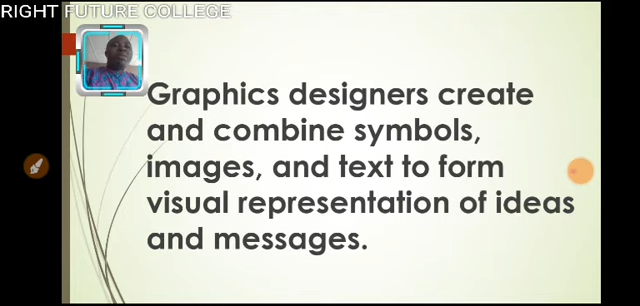 RIGHT FUTURE COLLEGE
Graphics designers create
and combine symbols,
images, and text to form
visual representation of ideas
and messages.